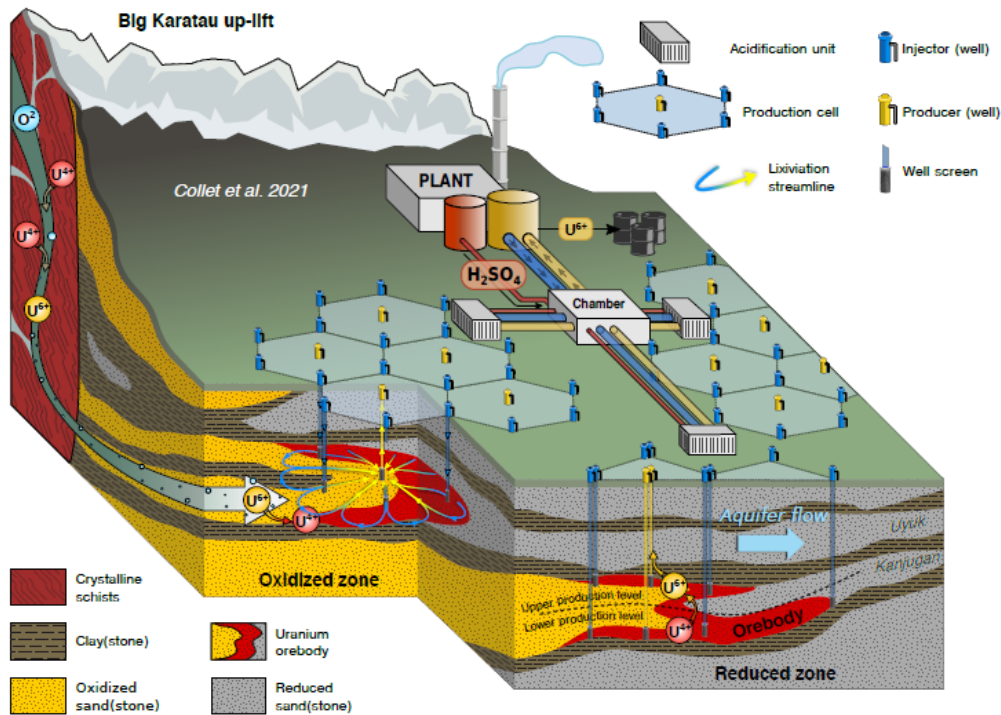 Big Karatau up-lift
Acidification unit
Injector (well)
Production cell
Producer (well)
Lixiviation
streamline
Well screen
O²
U⁴⁺
U⁴⁺
U⁶⁺
Collet et al. 2021
PLANT
U⁶⁺
H₂SO₄
Chamber
U⁶⁺
U⁴⁺
Oxidized zone
Aquifer flow
Uyuk
Kanjugan
U⁶⁺
Upper production level
Lower production level
U⁴⁺
Orebody
Reduced zone
Crystalline
schists
Clay(stone)
Uranium
orebody
Oxidized
sand(stone)
Reduced
sand(stone)